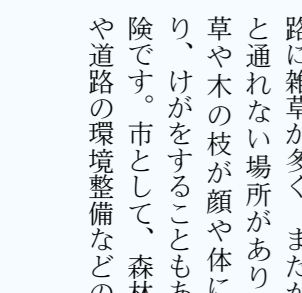 路に雑草が多く、また
と通れない場所があり
草や木の枝が顔や体に
り、けがをすることもあ
険です。市として、森林
や道路の環境整備などの